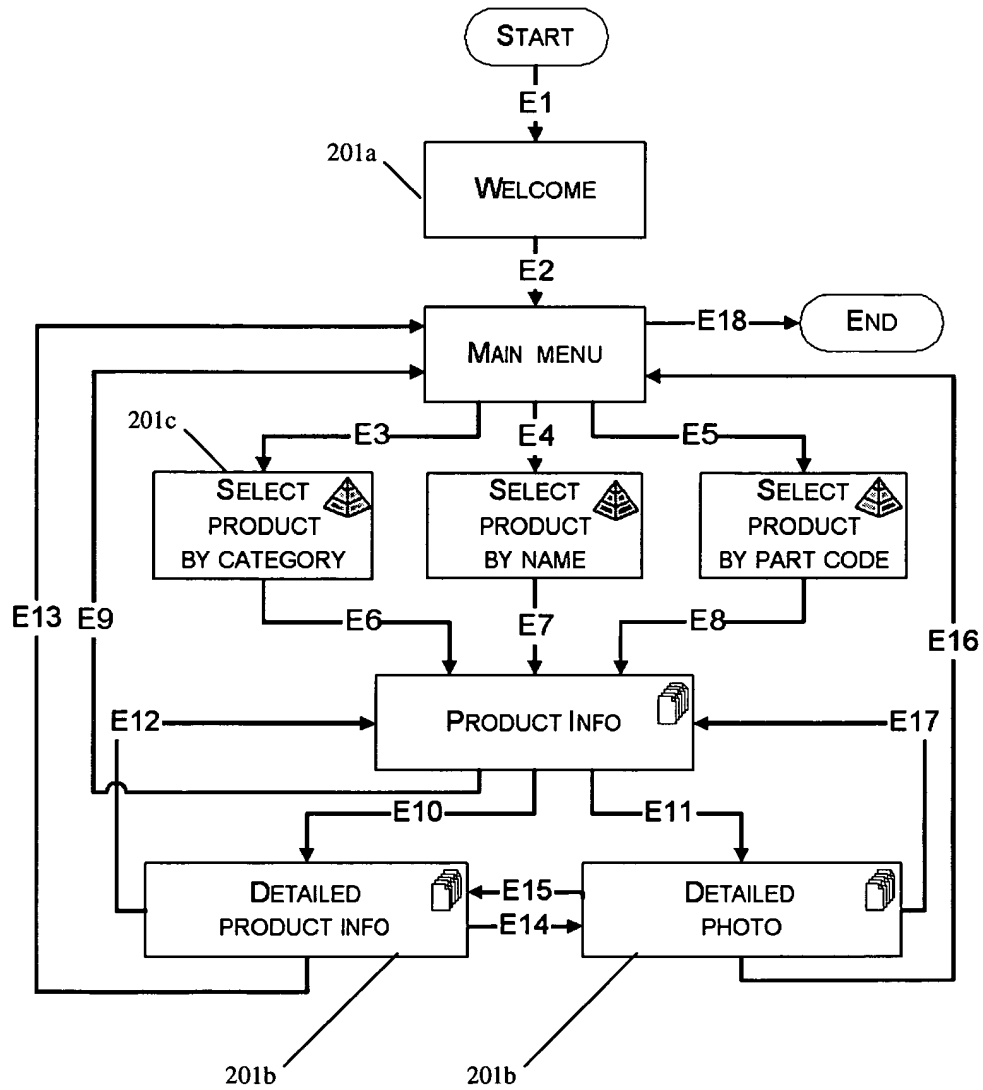 START
E1
201a
WELCOME
E2
MAIN MENU
E18
END
201c
E3
E4
E5
SELECT
PRODUCT
BY CATEGORY
SELECT
PRODUCT
BY NAME
SELECT
PRODUCT
BY PART CODE
E13
E9
E6
E7
E8
E16
E12
PRODUCT INFO
E17
E10
E11
DETAILED
PRODUCT INFO
E15
E14
DETAILED
PHOTO
201b
201b